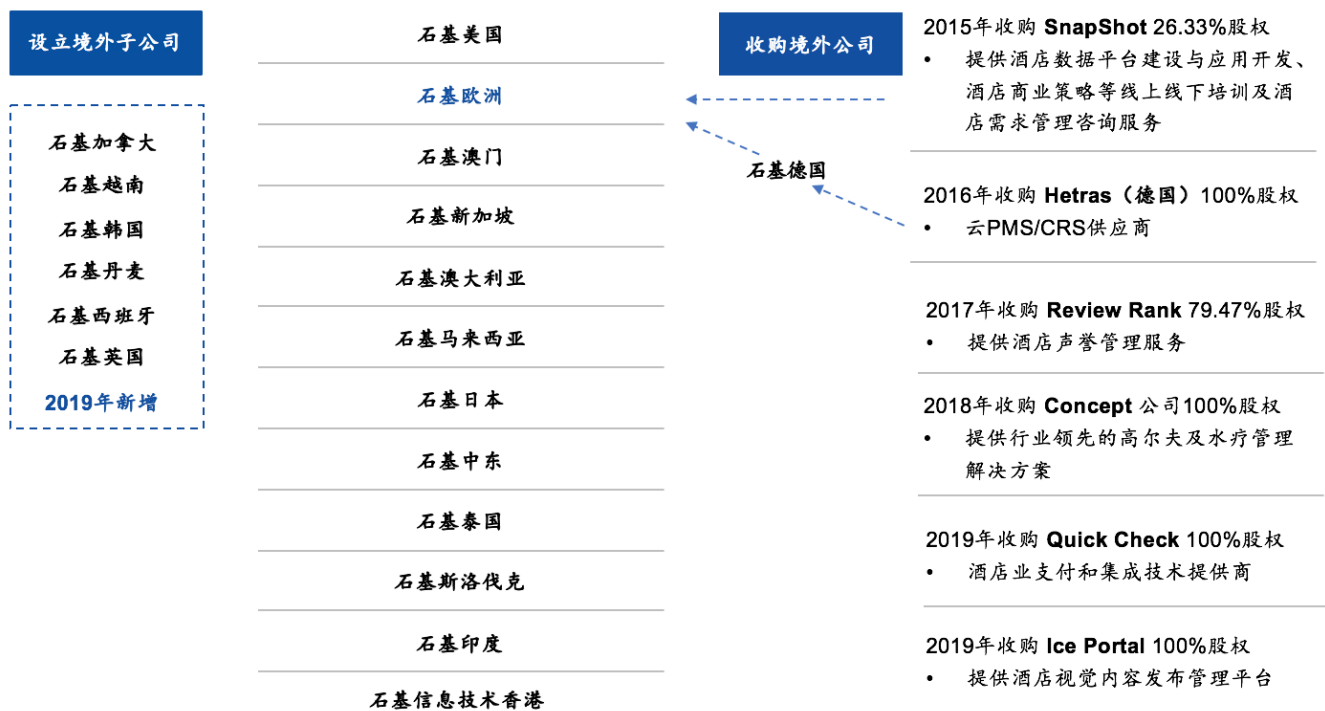 设立境外子公司
石基加拿大
石基越南
石基韩国
石基丹麦
石基西班牙
石基英国
2019年新增
石基美国
石基欧洲
石基澳门
石基新加坡
石基澳大利亚
石基马来西亚
石基日本
石基中东
石基泰国
石基斯洛伐克
石基印度
石基信息技术香港
收购境外公司
石基德国
2015年收购 SnapShot 26.33%股权
• 提供酒店数据平台建设与应用开发、
酒店商业策略等线上线下培训及酒
店需求管理咨询服务
2016年收购 Hetras（德国）100%股权
• 云PMS/CRS供应商
2017年收购 Review Rank 79.47%股权
• 提供酒店声誉管理服务
2018年收购 Concept 公司100%股权
• 提供行业领先的高尔夫及水疗管理
解决方案
2019年收购 Quick Check 100%股权
• 酒店业支付和集成技术提供商
2019年收购 Ice Portal 100%股权
• 提供酒店视觉内容发布管理平台